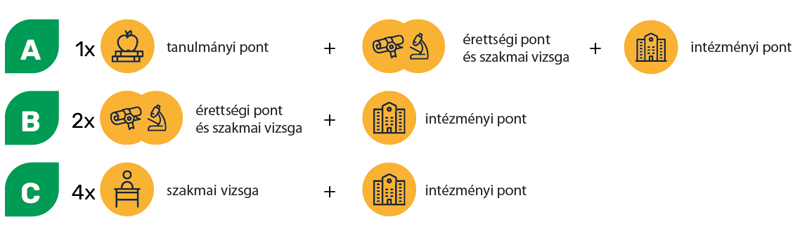 A 1x tanulmányi pont + érettségi pont és szakmai vizsga + intézményi pont
B 2x érettségi pont és szakmai vizsga + intézményi pont
C 4x szakmai vizsga + intézményi pont